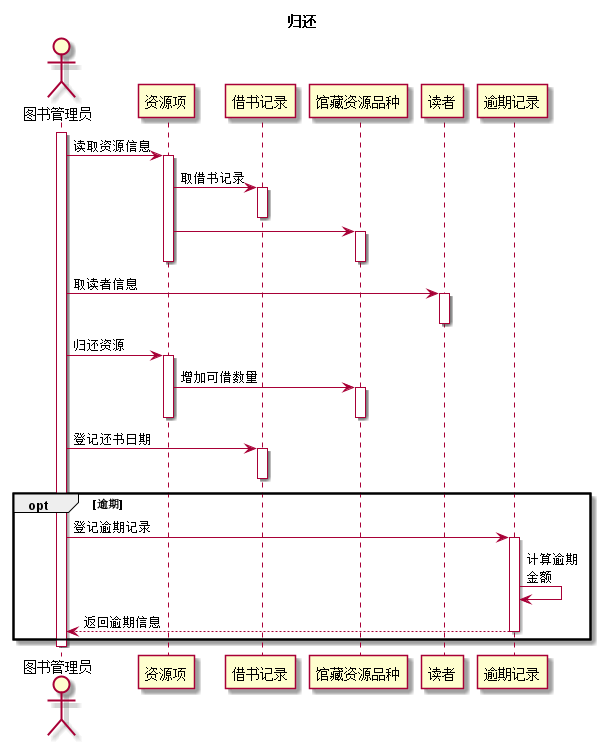 归还
图书管理员
资源项
借书记录
馆藏资源品种
读者
逾期记录
读取资源信息
取借书记录
取读者信息
归还资源
增加可借数量
登记还书日期
opt
[逾期]
登记逾期记录
计算逾期
金额
返回逾期信息
图书管理员
资源项
借书记录
馆藏资源品种
读者
逾期记录